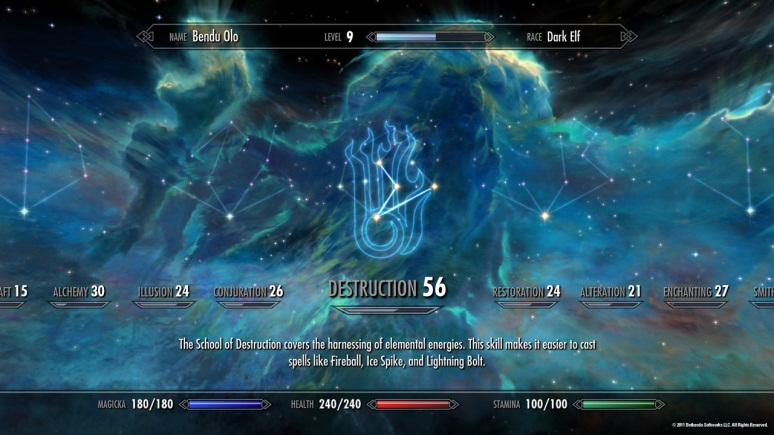 NAME Bendu Olo LEVEL 9 RACE Dark Elf
AFT 15 ALCHEMY 30 ILLUSION 24 CONJURATION 26 DESTRUCTION 56 RESTORATION 24 ALTERATION 21 ENCHANTING 27 SMITH
The School of Destruction covers the harnessing of elemental energies. This skill makes it easier to cast
spells like Fireball, Ice Spike, and Lightning Bolt.
MAGICKA 180/180 HEALTH 240/240 STAMINA 100/100
© 2011 Bethesda Softworks LLC. All Rights Reserved.